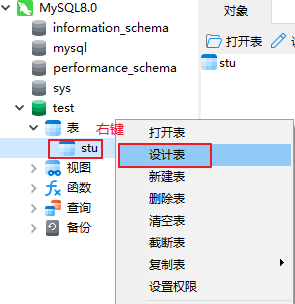 MySQL8.0
information_schema
mysql
performance_schema
sys
test
表
右键
stu
视图
函数
查询
备份
对象
打开表
stu
打开表
设计表
新建表
删除表
清空表
截断表
复制表
设置权限